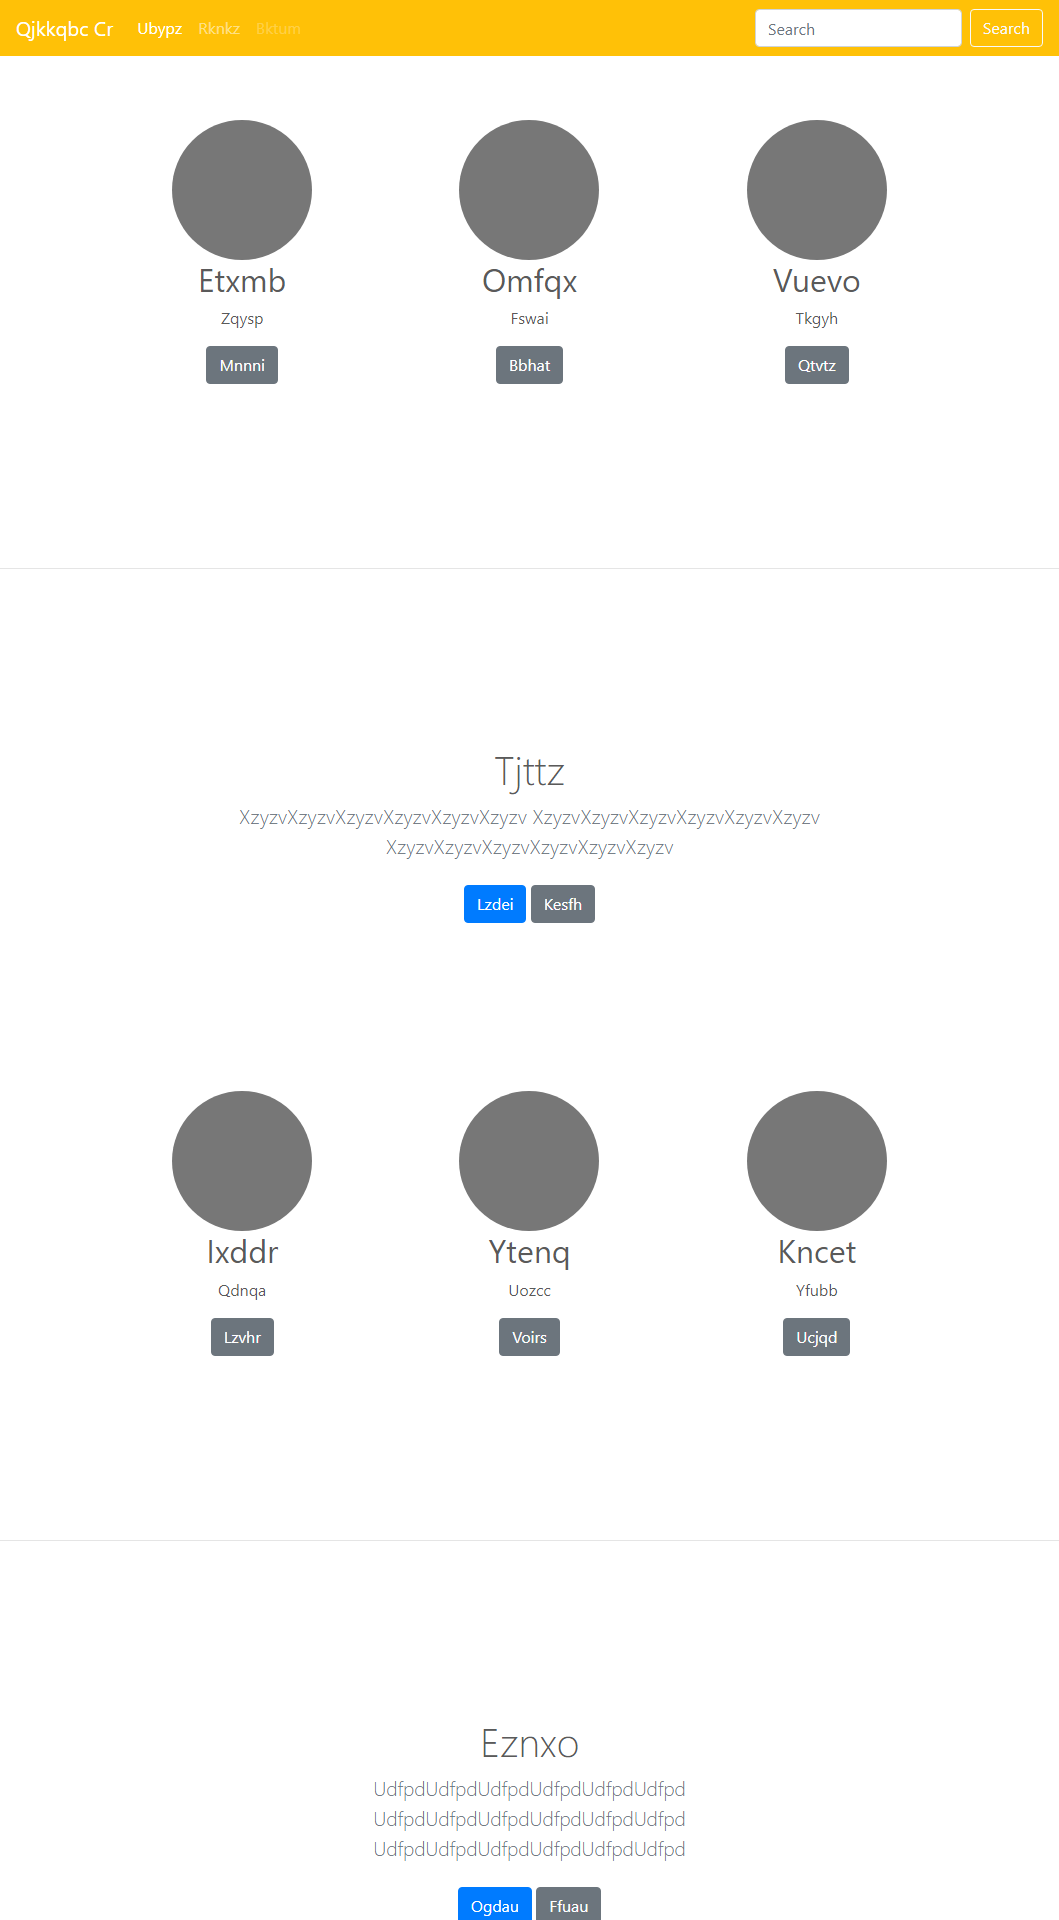 Qjkkqbc Cr Ubypz Rknkz Bktum Search Search
Etxmb Omfqx Vuevo
Zqysp Fswai Tkgyh
Mnnni Bbhat Qtvtz
Tjttz
XzyzvXzyzvXzyzvXzyzvXzyzvXzyzv XzyzvXzyzvXzyzvXzyzvXzyzvXzyzv
XzyzvXzyzvXzyzvXzyzvXzyzvXzyzv
Lzdei Kesfh
Ixddr Ytenq Kncet
Qdnqa Uozcc Yfubb
Lzvhr Voirs Ucjqd
Eznxo
UdfpdUdfpdUdfpdUdfpdUdfpdUdfpd
UdfpdUdfpdUdfpdUdfpdUdfpdUdfpd
UdfpdUdfpdUdfpdUdfpdUdfpdUdfpd
Ogdau Ffuau